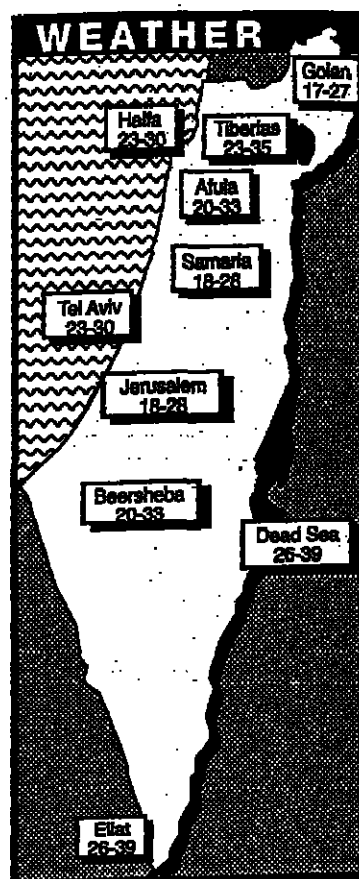 WEATHER
Golan
17-27
Haifa
23-30
Tiberias
23-35
Afula
20-33
Samaria
18-28
Tel Aviv
23-30
Jerusalem
18-28
Beersheba
20-33
Dead Sea
26-39
Eilat
26-39